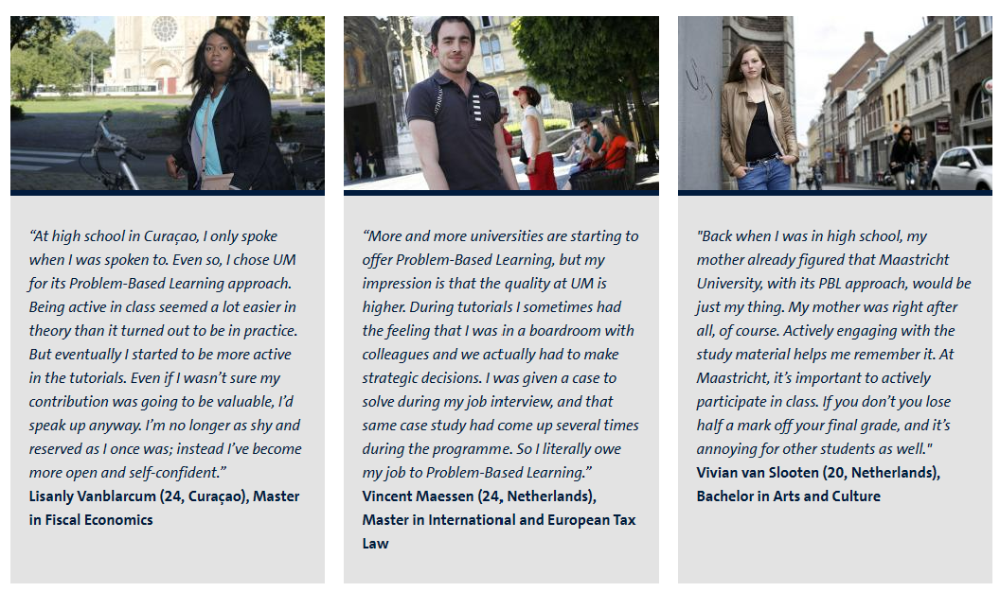 “At high school in Curaçao, I only spoke
when I was spoken to. Even so, I chose UM
for its Problem-Based Learning approach.
Being active in class seemed a lot easier in
theory than it turned out to be in practice.
But eventually I started to be more active
in the tutorials. Even if I wasn’t sure my
contribution was going to be valuable, I’d
speak up anyway. I’m no longer as shy and
reserved as I once was; instead I’ve become
more open and self-confident.”
Lisanly Vanblarcum (24, Curaçao), Master
in Fiscal Economics
“More and more universities are starting to
offer Problem-Based Learning, but my
impression is that the quality at UM is
higher. During tutorials I sometimes had
the feeling that I was in a boardroom with
colleagues and we actually had to make
strategic decisions. I was given a case to
solve during my job interview, and that
same case study had come up several times
during the programme. So I literally owe
my job to Problem-Based Learning.”
Vincent Maessen (24, Netherlands),
Master in International and European Tax
Law
"Back when I was in high school, my
mother already figured that Maastricht
University, with its PBL approach, would be
just my thing. My mother was right after
all, of course. Actively engaging with the
study material helps me remember it. At
Maastricht, it’s important to actively
participate in class. If you don’t you lose
half a mark off your final grade, and it’s
annoying for other students as well."
Vivian van Slooten (20, Netherlands),
Bachelor in Arts and Culture